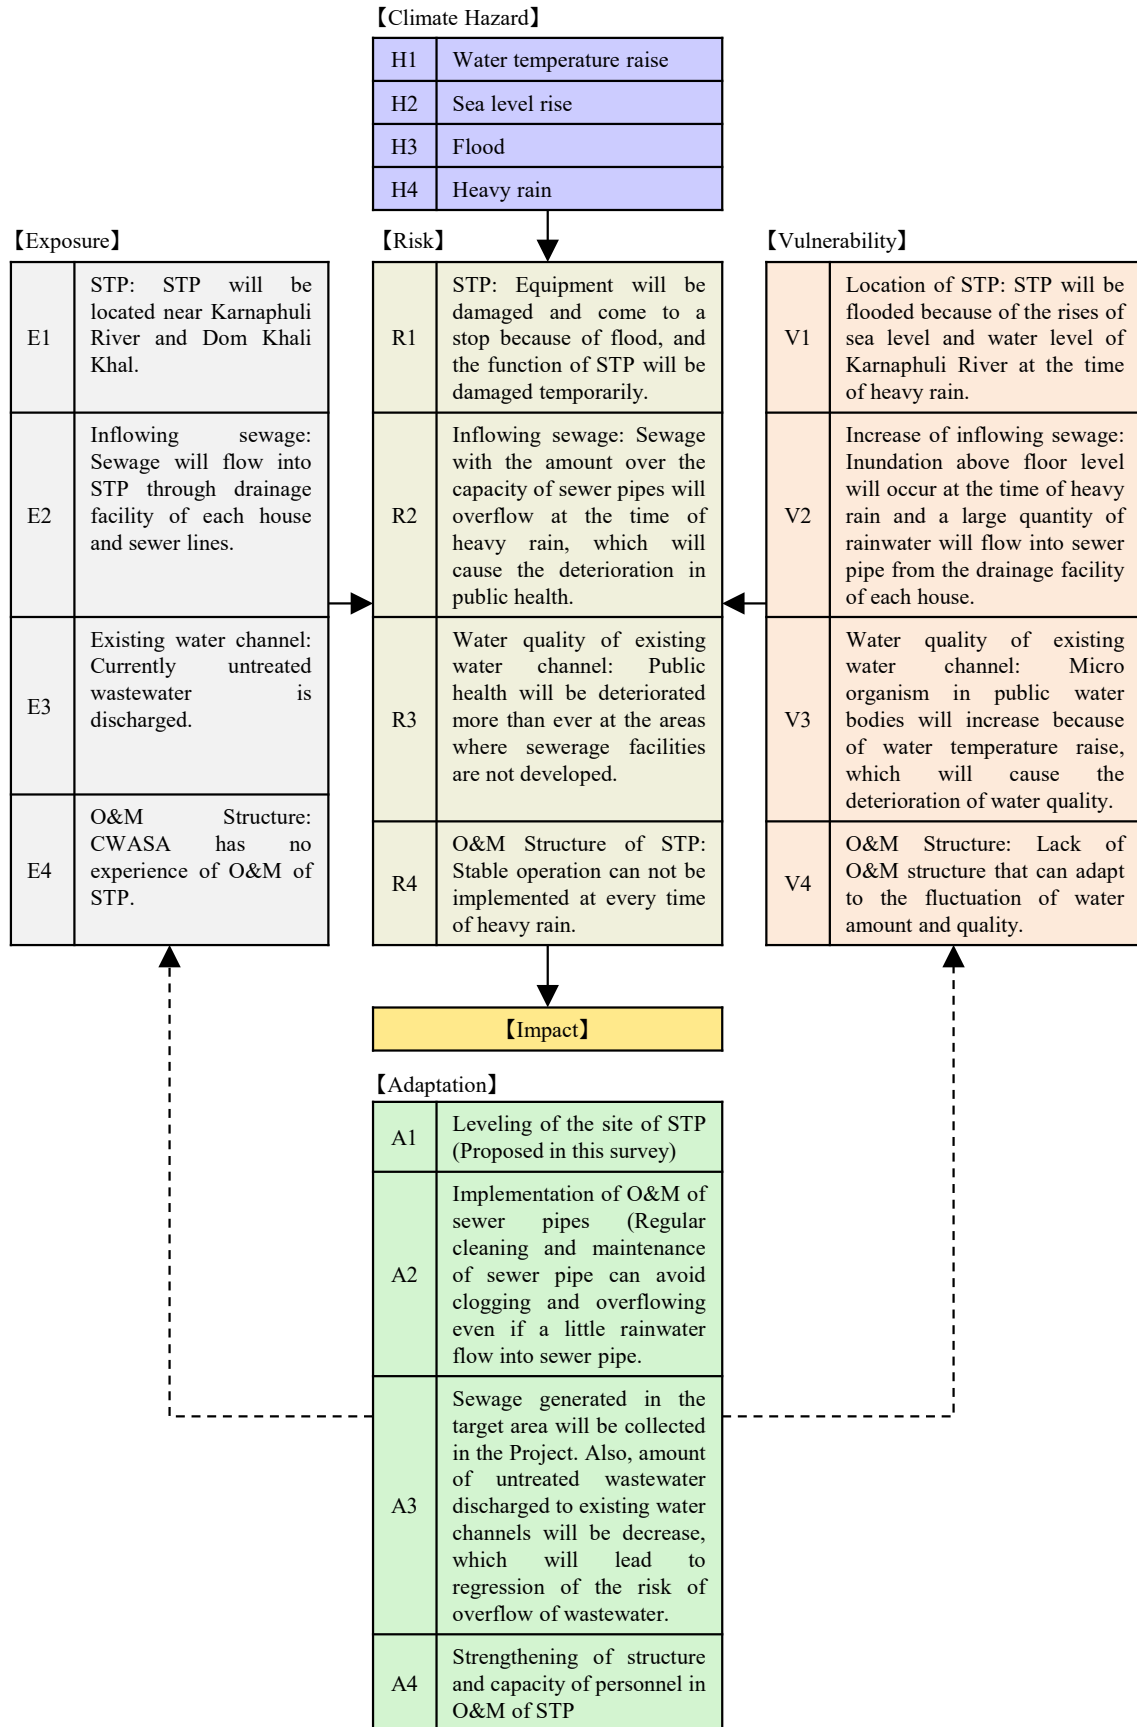 【Climate Hazard】
H1 Water temperature raise
H2 Sea level rise
H3 Flood
H4 Heavy rain
【Exposure】
E1
STP: STP will be
located near Karnaphuli
River and Dom Khali
Khal.
E2
Inflowing sewage:
Sewage will flow into
STP through drainage
facility of each house
and sewer lines.
E3
Existing water channel:
Currently untreated
wastewater is
discharged.
E4
O&M Structure:
CWASA has no
experience of O&M of
STP.
【Risk】
R1
STP: Equipment will be
damaged and come to a
stop because of flood, and
the function of STP will be
damaged temporarily.
R2
Inflowing sewage: Sewage
with the amount over the
capacity of sewer pipes will
overflow at the time of
heavy rain, which will
cause the deterioration in
public health.
R3
Water quality of existing
water channel: Public
health will be deteriorated
more than ever at the areas
where sewerage facilities
are not developed.
R4
O&M Structure of STP:
Stable operation can not be
implemented at every time
of heavy rain.
【Vulnerability】
V1
Location of STP: STP will be
flooded because of the rises of
sea level and water level of
Karnaphuli River at the time
of heavy rain.
V2
Increase of inflowing sewage:
Inundation above floor level
will occur at the time of heavy
rain and a large quantity of
rainwater will flow into sewer
pipe from the drainage facility
of each house.
V3
Water quality of existing
water channel: Micro
organism in public water
bodies will increase because
of water temperature raise,
which will cause the
deterioration of water quality.
V4
O&M Structure: Lack of
O&M structure that can adapt
to the fluctuation of water
amount and quality.
【Impact】
【Adaptation】
A1
Leveling of the site of STP
(Proposed in this survey)
A2
Implementation of O&M of
sewer pipes (Regular
cleaning and maintenance
of sewer pipe can avoid
clogging and overflowing
even if a little rainwater
flow into sewer pipe.
A3
Sewage generated in the
target area will be collected
in the Project. Also, amount
of untreated wastewater
discharged to existing water
channels will be decrease,
which will lead to
regression of the risk of
overflow of wastewater.
A4
Strengthening of structure
and capacity of personnel in
O&M of STP